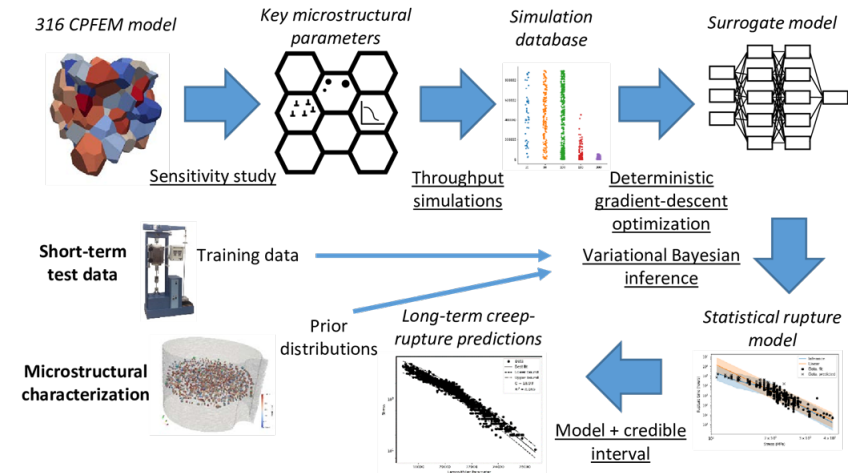 316 CPFEM model
Key microstructural
parameters
Simulation
database
Surrogate model
Sensitivity study
Throughput
simulations
Deterministic
gradient-descent
optimization
Short-term
test data
Training data
Variational Bayesian
inference
Prior
distributions
Microstructural
characterization
Long-term creep-
rupture predictions
Statistical rupture
model
Model + credible
interval